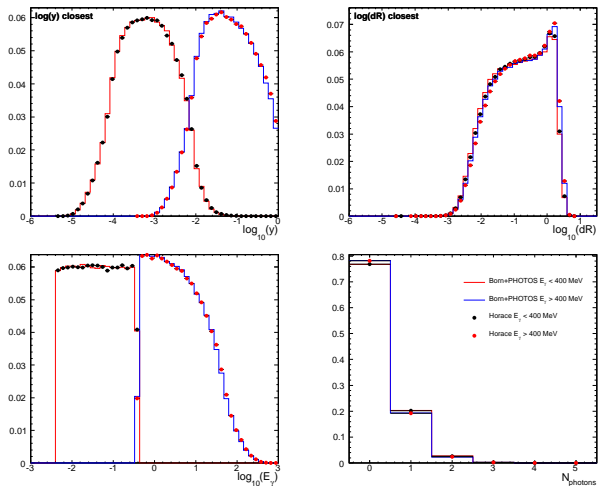 log(y) closest
0.06
0.05
0.04
0.03
0.02
0.01
0
-6 -5 -4 -3 -2 -1 0
log10(y)
log(dR) closest
0.07
0.06
0.05
0.04
0.03
0.02
0.01
0
-6 -5 -4 -3 -2 -1 0 1 2
log10(dR)
0.06
0.05
0.04
0.03
0.02
0.01
0
-3 -2 -1 0 1 2 3
log10(Eγ)
0.8
0.7
0.6
0.5
0.4
0.3
0.2
0.1
0
Born+PHOTOS Eγ < 400 MeV
Born+PHOTOS Eγ > 400 MeV
Horace Eγ < 400 MeV
Horace Eγ > 400 MeV
0 1 2 3 4 5
Nphotons